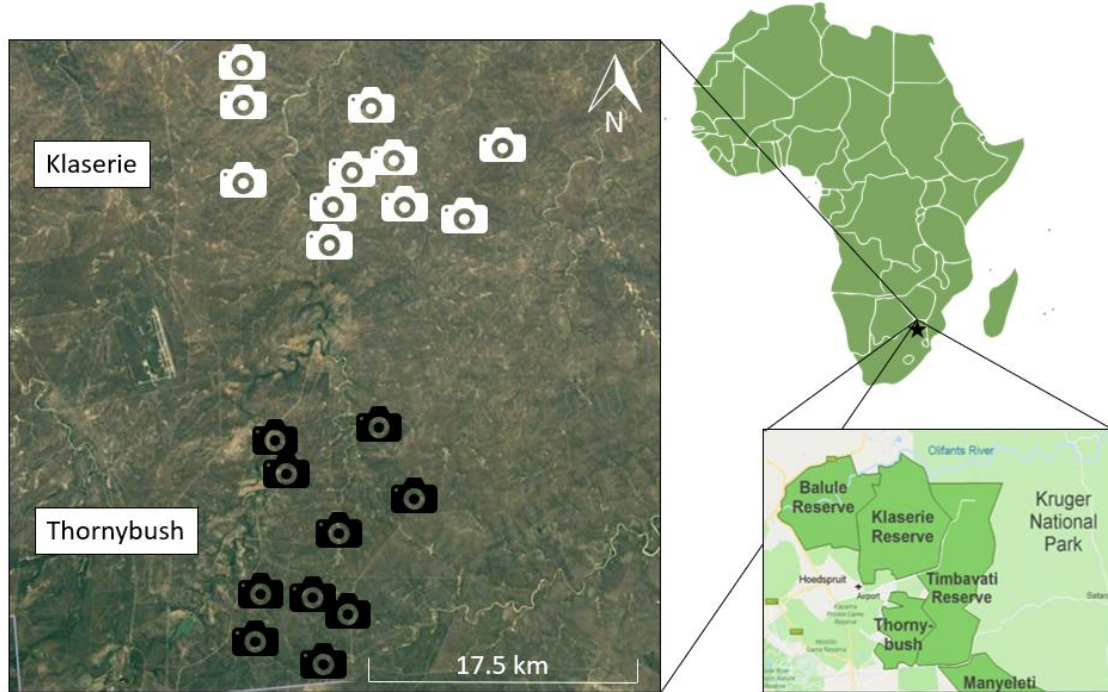 Klaserie
N
Thornybush
17.5 km
Olifants River
Balule
Reserve
Klaserie
Reserve
Kruger
National
Park
Hoedspruit
Airport
Timbavati
Reserve
Thorny-
bush
Manyeleti